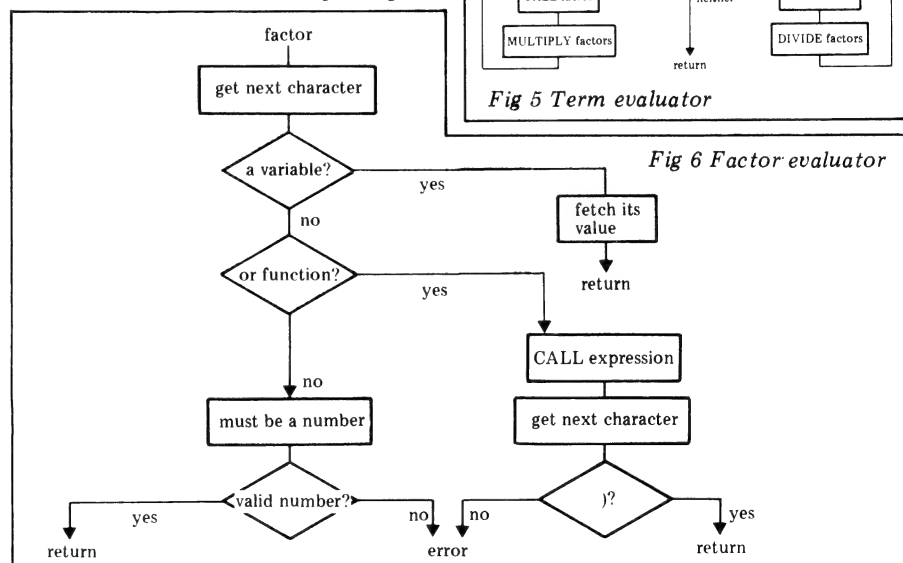 neither
MULTIPLY factors
DIVIDE factors
return
Fig 5 Term evaluator
Fig 6 Factor evaluator
factor
get next character
a variable?
yes
no
fetch its
value
return
or function?
yes
no
CALL expression
must be a number
get next character
valid number?
yes
no
return
error
)?
no
yes
return